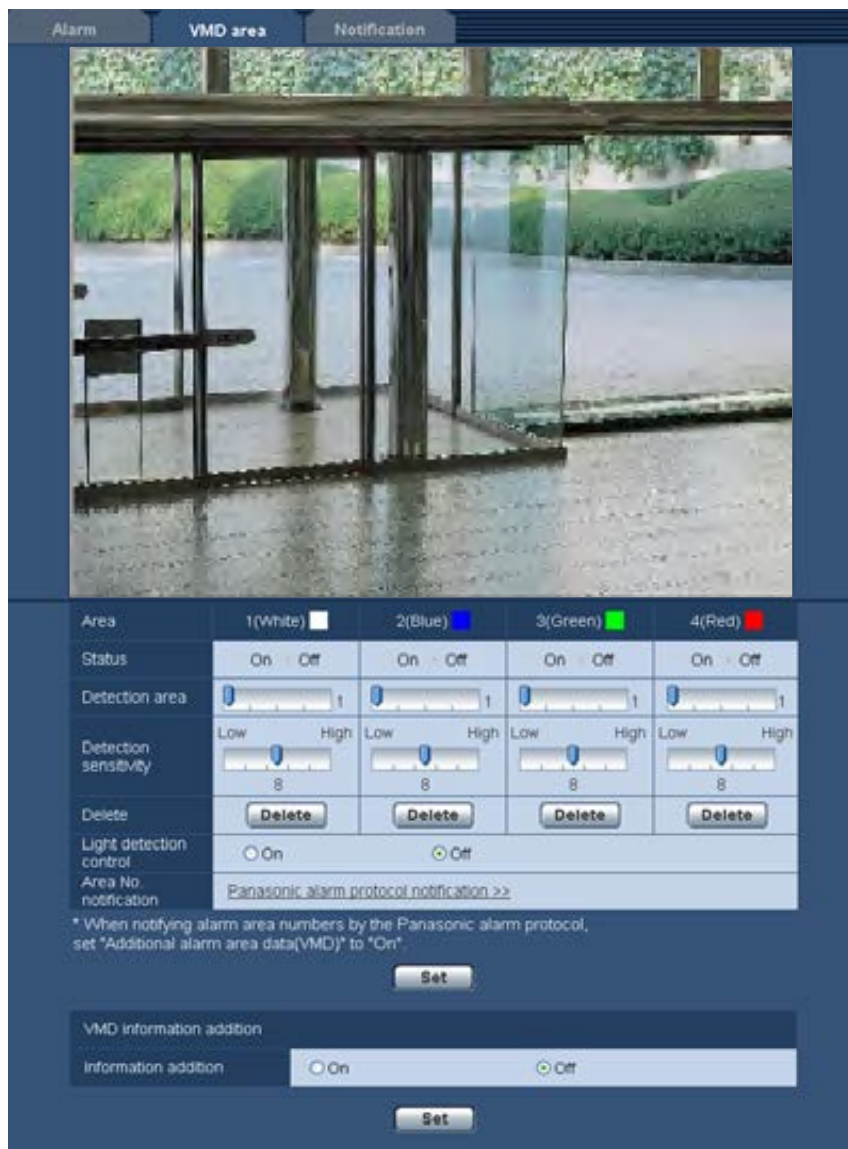 Alarm VMD area Notification
Area 1(White) 2(Blue) 3(Green) 4(Red)
Status On Off On Off On Off On Off
Detection area 1 1 1 1
Low High Low High Low High Low High
Detection
sensitivity
8 8 8 8
Delete Delete Delete Delete Delete
Light detection
control
On Off
Area No.
notification
Panasonic alarm protocol notification >>
* When notifying alarm area numbers by the Panasonic alarm protocol,
set "Additional alarm area data(VMD)" to "On".
Set
VMD information addition
Information addition On Off
Set